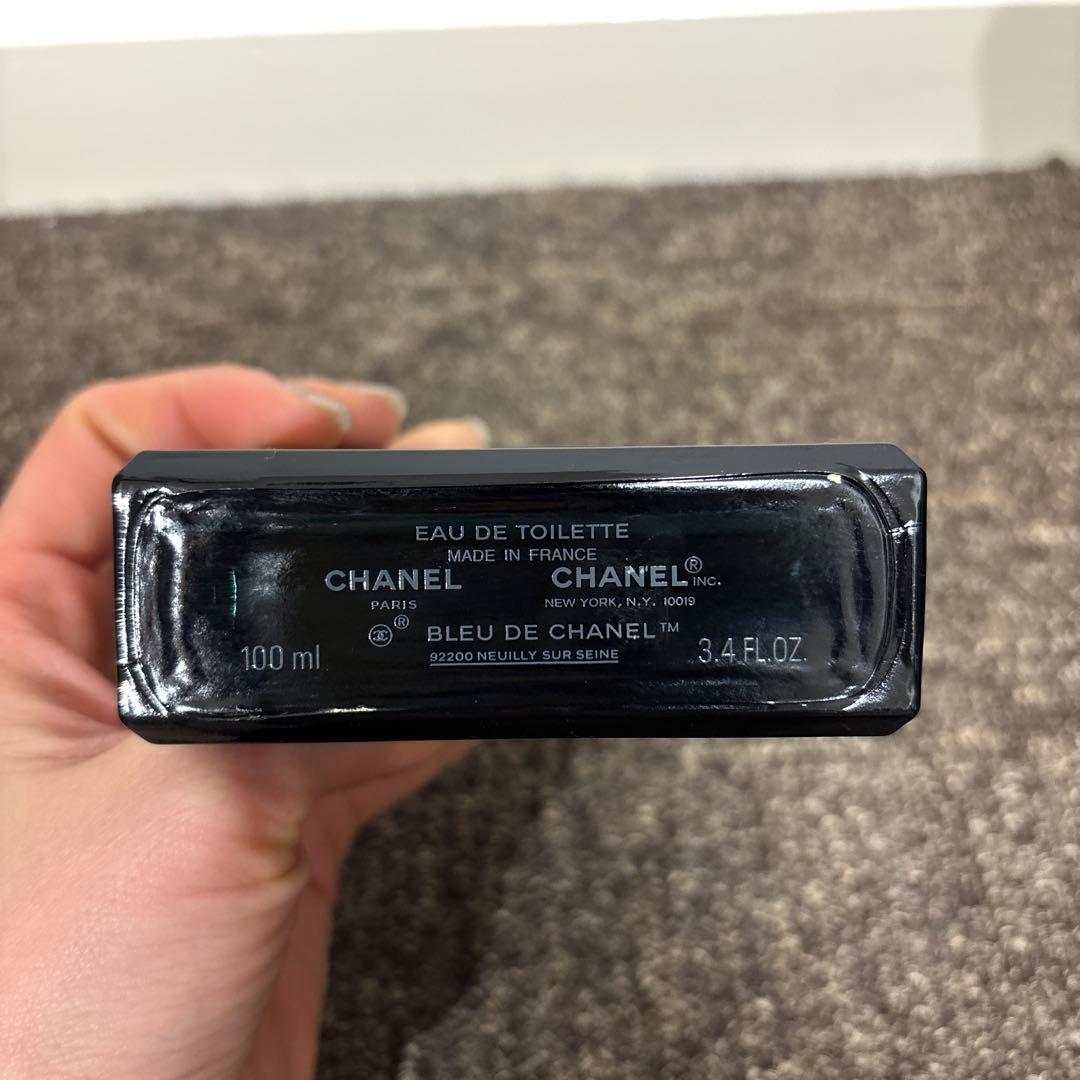 EAU DE TOILETTE
MADE IN FRANCE
CHANEL CHANEL® INC.
PARIS NEW YORK, N.Y. 10019
® BLEU DE CHANEL™
100 ml 92200 NEUILLY SUR SEINE 3.4 FL.OZ.